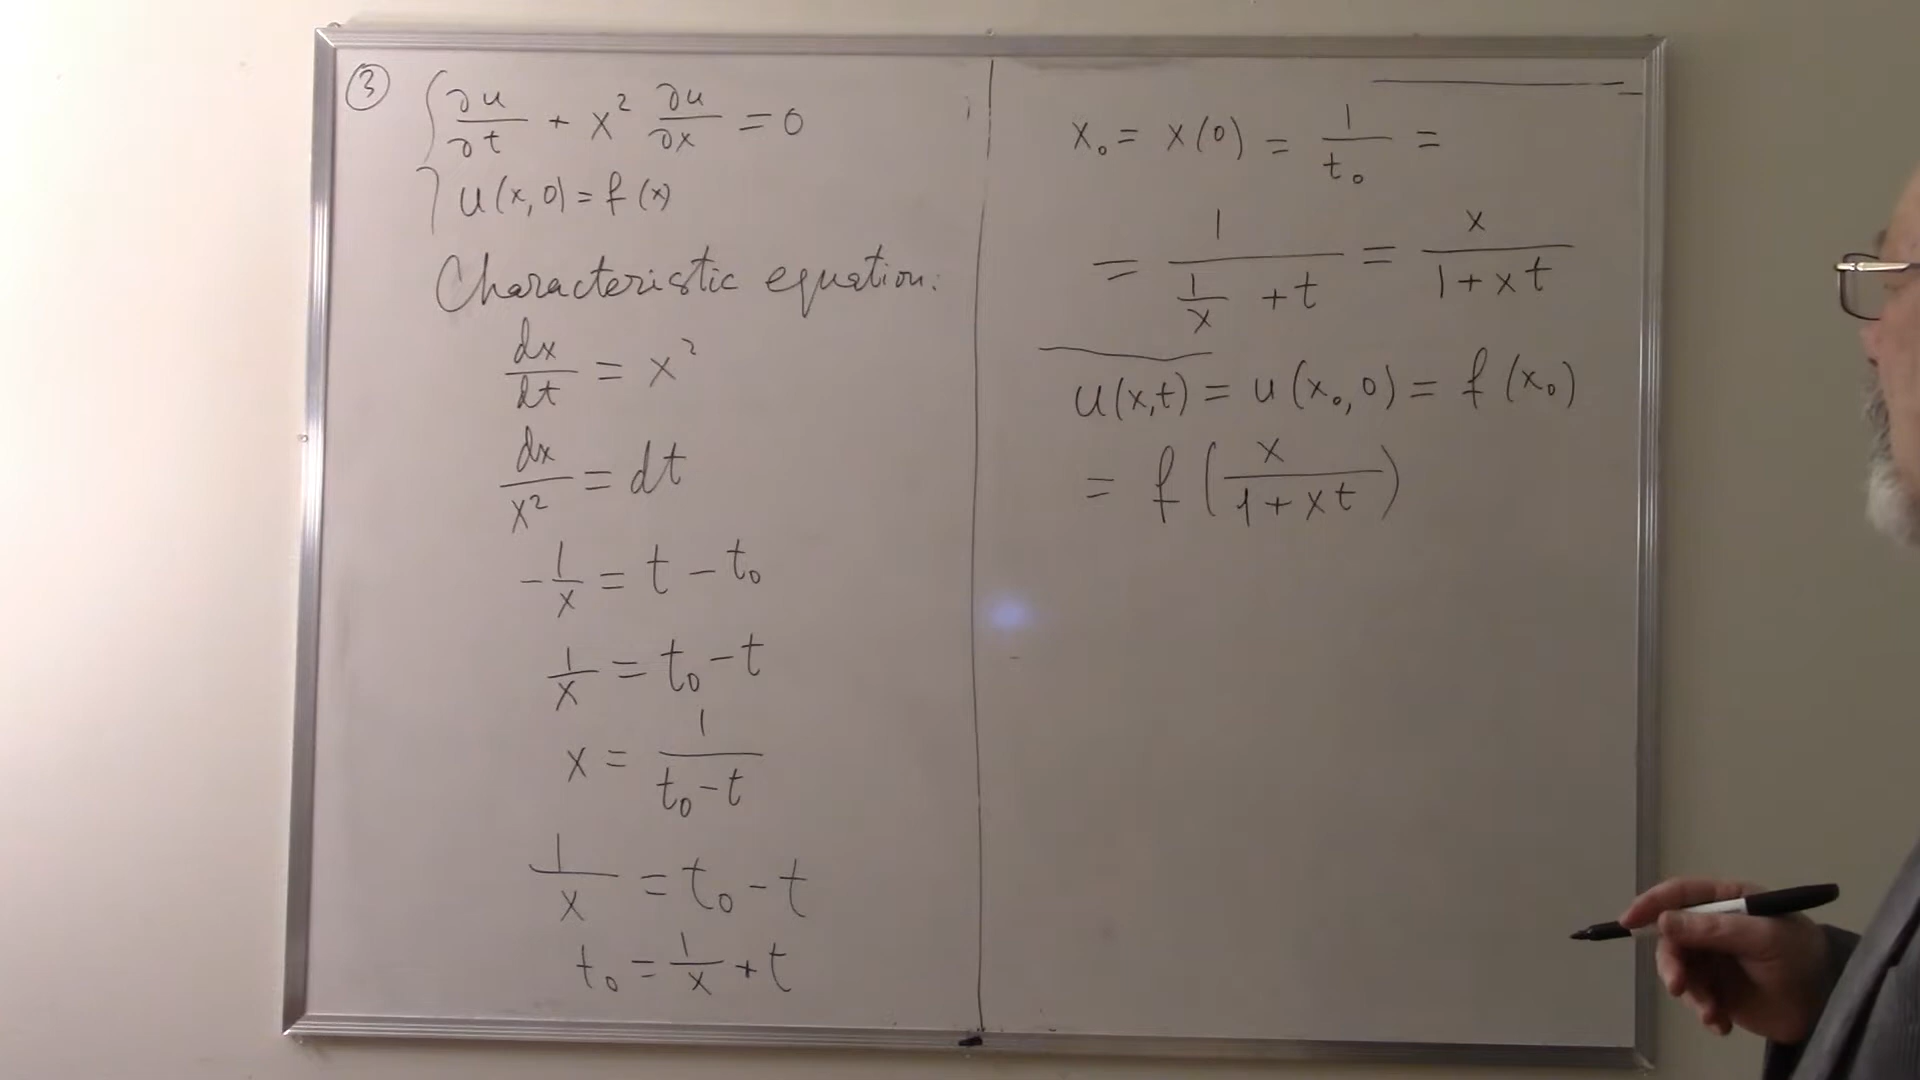 ③ { ∂u/∂t + x² ∂u/∂x = 0
u(x, 0) = f(x)
Characteristic equation:
dx/dt = x²
dx/x² = dt
-1/x = t - t₀
1/x = t₀ - t
x = 1/(t₀ - t)
1/x = t₀ - t
t₀ = 1/x + t
x₀ = x(0) = 1/t₀ =
= 1/(1/x + t) = x/(1 + xt)
u(x,t) = u(x₀, 0) = f(x₀)
= f(x/(1 + xt))